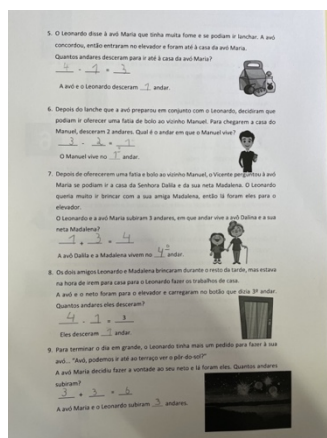 5. O Leonardo disse à avó Maria que tinha muita fome e se podiam ir lanchar. A avó
concordou, então entraram no elevador e foram até à casa da avó Maria.
Quantos andares desceram para ir até à casa da avó Maria?
4 - 1 = 3
A avó e o Leonardo desceram 1 andar.
6. Depois do lanche que a avó preparou em conjunto com o Leonardo, decidiram que
podiam ir oferecer uma fatia de bolo ao vizinho Manuel. Para chegarem a casa do
Manuel, desceram 2 andares. Qual é o andar em que o Manuel vive?
3 - 2 = 1
O Manuel vive no 1º andar.
7. Depois de oferecerem uma fatia e bolo ao vizinho Manuel, o Vicente perguntou à avó
Maria se podiam ir a casa da Senhora Dalila e da sua neta Madalena. O Leonardo
queria muito ir brincar com a sua amiga Madalena, então lá foram eles para o
elevador.
O Leonardo e a avó Maria subiram 3 andares, em que andar vive a avó Dalina e a sua
neta Madalena?
1 + 3 = 4
A avó Dalila e a Madalena vivem no 4º andar.
8. Os dois amigos Leonardo e Madalena brincaram durante o resto da tarde, mas estava
na hora de irem para casa para o Leonardo fazer os trabalhos de casa.
A avó e o neto foram para o elevador e carregaram no botão que dizia 3º andar.
Quantos andares eles desceram?
4 - 1 = 3
Eles desceram andar.
9. Para terminar o dia em grande, o Leonardo tinha mais um pedido para fazer à sua
avó... "Avó, podemos ir até ao terraço ver o pôr-do-sol?"
A avó Maria decidiu fazer a vontade ao seu neto e lá foram eles. Quantos andares
subiram?
3 + 3 = 6
A avó Maria e o Leonardo subiram 3 andares.